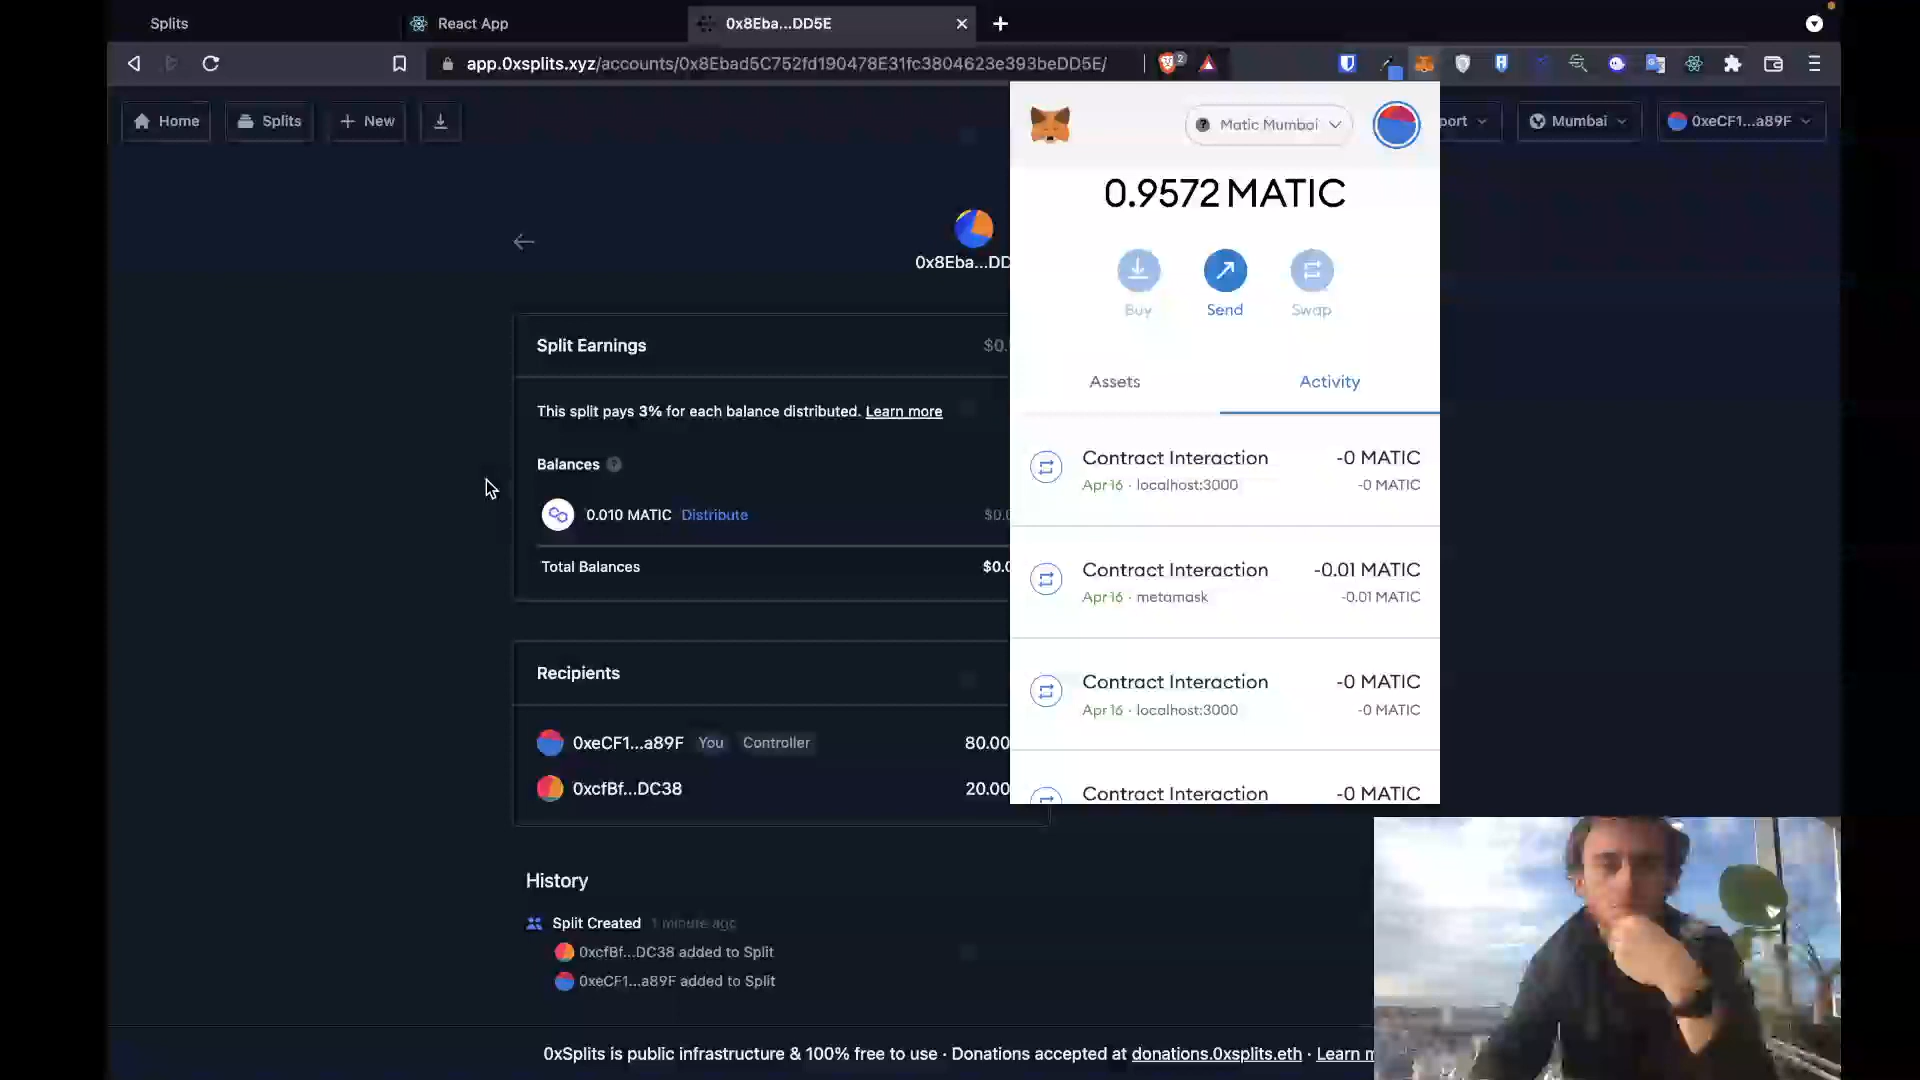 Splits
React App
0x8Eba...DD5E
app.0xsplits.xyz/accounts/0x8Ebad5C752fd190478E31fc3804623e393beDD5E/
2
Home
Splits
New
port
Mumbai
0xeCF1...a89F
Matic Mumbai
0.9572 MATIC
Buy
Send
Swap
Assets
Activity
Contract Interaction
-0 MATIC
Apr 16 · localhost:3000
-0 MATIC
Contract Interaction
-0.01 MATIC
Apr 16 · metamask
-0.01 MATIC
Contract Interaction
-0 MATIC
Apr 16 · localhost:3000
-0 MATIC
Contract Interaction
-0 MATIC
0x8Eba...DD
Split Earnings
$0.
This split pays 3% for each balance distributed. Learn more
Balances
0.010 MATIC Distribute
$0.0
Total Balances
$0.0
Recipients
0xeCF1...a89F You Controller
80.00
0xcfBf...DC38
20.00
History
Split Created 1 minute ago
0xcfBf...DC38 added to Split
0xeCF1...a89F added to Split
0xSplits is public infrastructure & 100% free to use · Donations accepted at donations.0xsplits.eth · Learn m